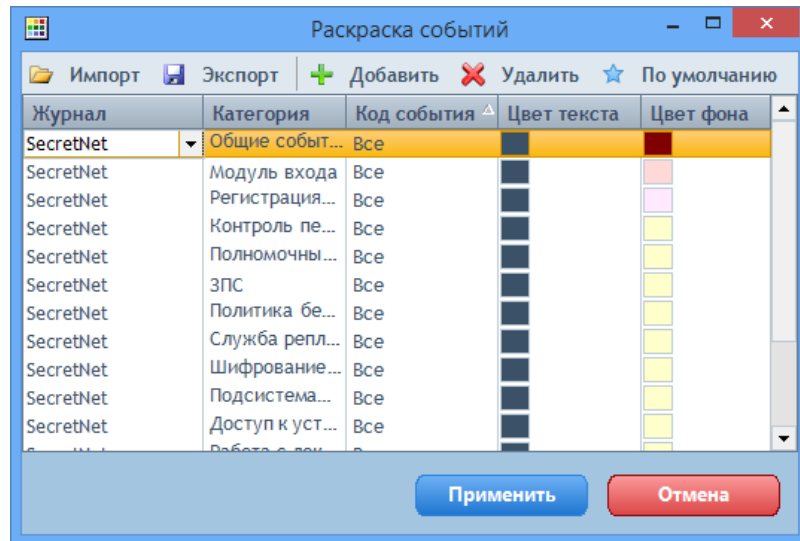 Раскраска событий
Импорт Экспорт Добавить Удалить По умолчанию
Журнал Категория Код события Цвет текста Цвет фона
SecretNet Общие событ... Все
SecretNet Модуль входа Все
SecretNet Регистрация... Все
SecretNet Контроль пе... Все
SecretNet Полномочны... Все
SecretNet ЗПС Все
SecretNet Политика бе... Все
SecretNet Служба репл... Все
SecretNet Шифрование... Все
SecretNet Подсистема... Все
SecretNet Доступ к уст... Все
Применить Отмена